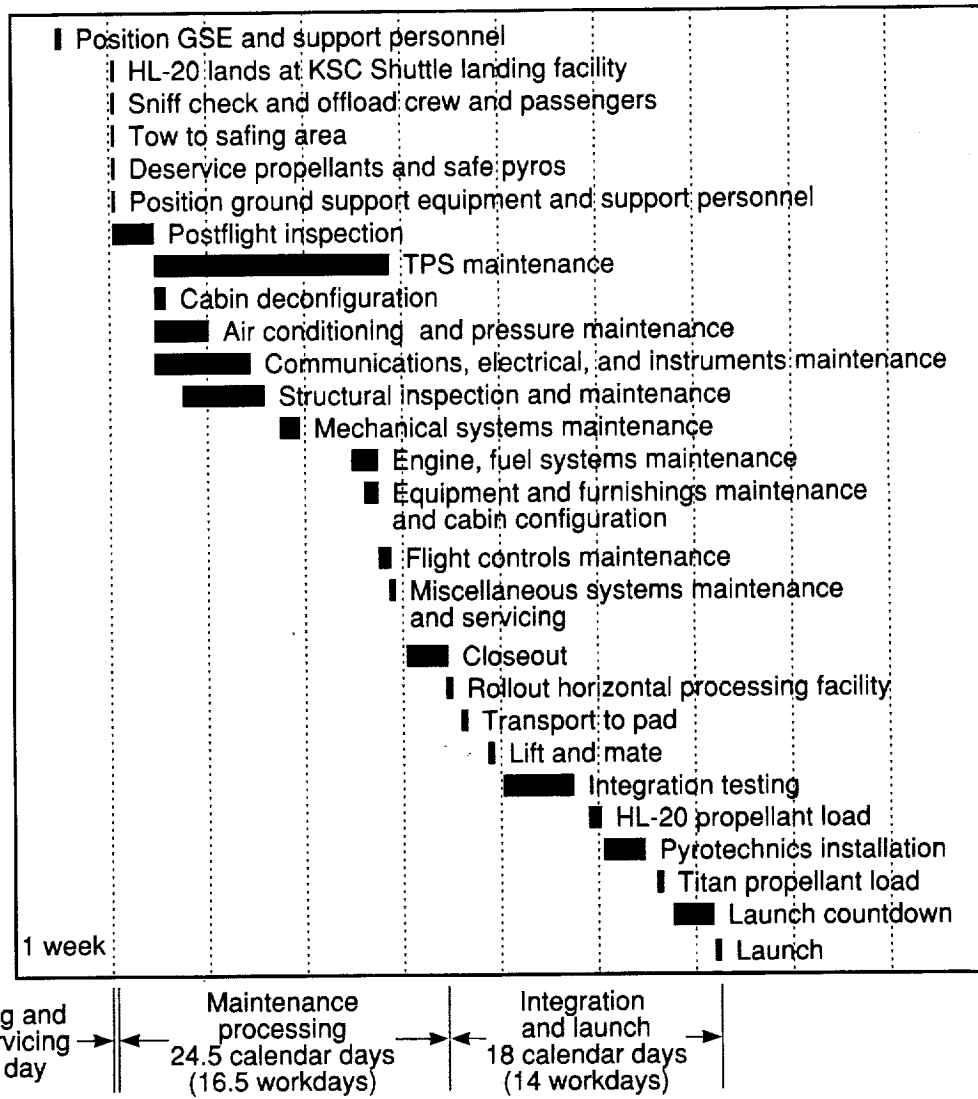 Position GSE and support personnel
HL-20 lands at KSC Shuttle landing facility
Sniff check and offload crew and passengers
Tow to safing area
Deservice propellants and safe pyros
Position ground support equipment and support personnel
Postflight inspection
TPS maintenance
Cabin deconfiguration
Air conditioning and pressure maintenance
Communications, electrical, and instruments maintenance
Structural inspection and maintenance
Mechanical systems maintenance
Engine, fuel systems maintenance
Equipment and furnishings maintenance
and cabin configuration
Flight controls maintenance
Miscellaneous systems maintenance
and servicing
Closeout
Rollout horizontal processing facility
Transport to pad
Lift and mate
Integration testing
HL-20 propellant load
Pyrotechnics installation
Titan propellant load
Launch countdown
1 week
Launch
g and
vicing
day
Maintenance
processing
24.5 calendar days
(16.5 workdays)
Integration
and launch
18 calendar days
(14 workdays)